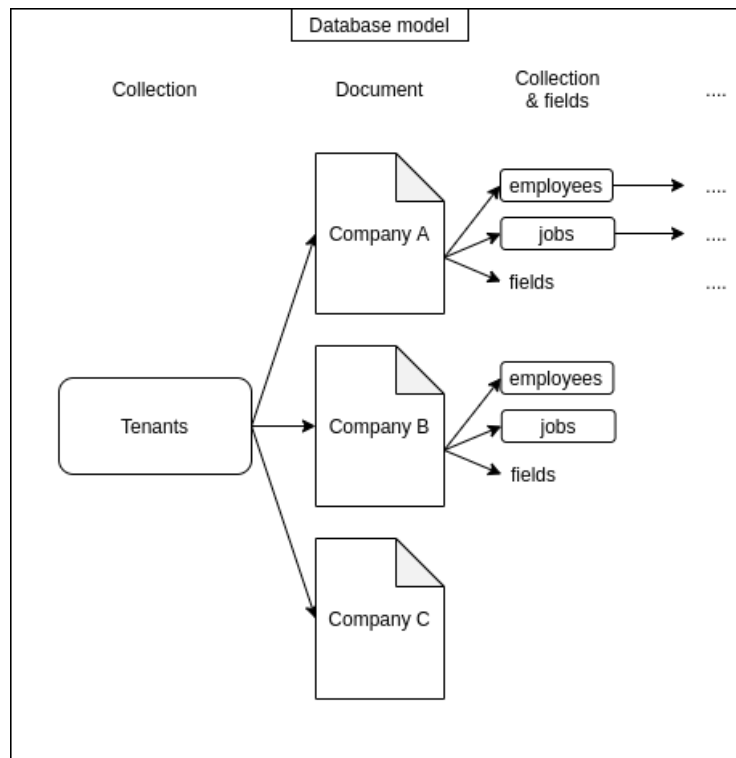 Database model
Collection
Document
Collection
& fields
....
Tenants
Company A
employees
....
jobs
....
fields
....
Company B
employees
jobs
fields
Company C